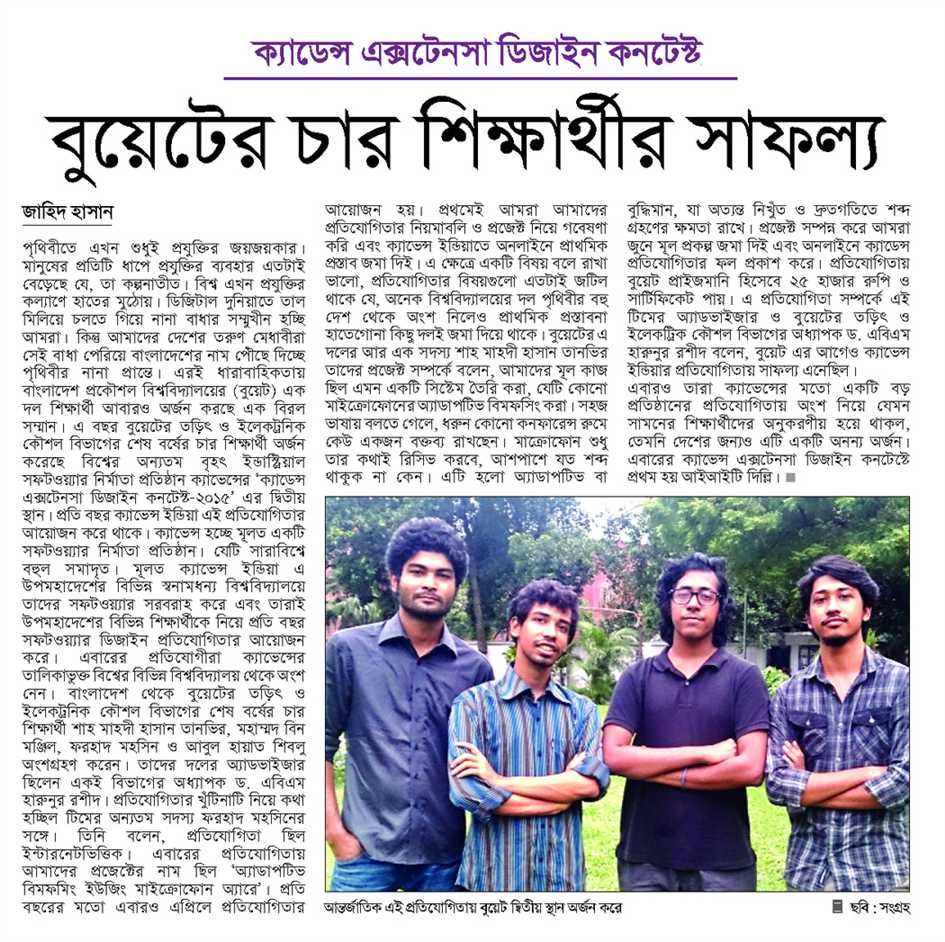 ক্যাডেন্স এক্সটেনসা ডিজাইন কনটেস্ট
বুয়েটের চার শিক্ষার্থীর সাফল্য
জাহিদ হাসান
পৃথিবীতে এখন শুধুই প্রযুক্তির জয়জয়কার।
মানুষের প্রতিটি ধাপে প্রযুক্তির ব্যবহার এতটাই
বেড়েছে যে, তা কল্পনাতীত। বিশ্ব এখন প্রযুক্তির
কল্যাণে হাতের মুঠোয়। ডিজিটাল দুনিয়াতে তাল
মিলিয়ে চলতে গিয়ে নানা বাধার সম্মুখীন হচ্ছি
আমরা। কিন্তু আমাদের দেশের তরুণ মেধাবীরা
সেই বাধা পেরিয়ে বাংলাদেশের নাম পৌঁছে দিচ্ছে
পৃথিবীর নানা প্রান্তে। এরই ধারাবাহিকতায়
বাংলাদেশ প্রকৌশল বিশ্ববিদ্যালয়ের (বুয়েট) এক
দল শিক্ষার্থী আবারও অর্জন করছে এক বিরল
সম্মান। এ বছর বুয়েটের তড়িৎ ও ইলেকট্রনিক
কৌশল বিভাগের শেষ বর্ষের চার শিক্ষার্থী অর্জন
করেছে বিশ্বের অন্যতম বৃহৎ ইন্ডাস্ট্রিয়াল
সফটওয়্যার নির্মাতা প্রতিষ্ঠান ক্যাডেন্সের ‘ক্যাডেন্স
এক্সটেনসা ডিজাইন কনটেস্ট-২০১৫’ এর দ্বিতীয়
স্থান। প্রতি বছর ক্যাডেন্স ইন্ডিয়া এই প্রতিযোগিতার
আয়োজন করে থাকে। ক্যাডেন্স হচ্ছে মূলত একটি
সফটওয়্যার নির্মাতা প্রতিষ্ঠান। যেটি সারাবিশ্বে
বহুল সমাদৃত। মূলত ক্যাডেন্স ইন্ডিয়া এ
উপমহাদেশের বিভিন্ন স্বনামধন্য বিশ্ববিদ্যালয়ে
তাদের সফটওয়্যার সরবরাহ করে এবং তারাই
উপমহাদেশের বিভিন্ন শিক্ষার্থীকে নিয়ে প্রতি বছর
সফটওয়্যার ডিজাইন প্রতিযোগিতার আয়োজন
করে। এবারের প্রতিযোগীরা ক্যাডেন্সের
তালিকাভুক্ত বিশ্বের বিভিন্ন বিশ্ববিদ্যালয় থেকে অংশ
নেন। বাংলাদেশ থেকে বুয়েটের তড়িৎ ও
ইলেকট্রনিক কৌশল বিভাগের শেষ বর্ষের চার
শিক্ষার্থী শাহ মাহদী হাসান তানভির, মহাম্মদ বিন
মঞ্জিল, ফরহাদ মহসিন ও আবুল হায়াত শিবলু
অংশগ্রহণ করেন। তাদের দলের অ্যাডভাইজার
ছিলেন একই বিভাগের অধ্যাপক ড. এবিএম
হারুনুর রশীদ। প্রতিযোগিতার খুঁটিনাটি নিয়ে কথা
হচ্ছিল টিমের অন্যতম সদস্য ফরহাদ মহসিনের
সঙ্গে। তিনি বলেন, প্রতিযোগিতা ছিল
ইন্টারনেটভিত্তিক। এবারের প্রতিযোগিতায়
আমাদের প্রজেক্টের নাম ছিল ‘অ্যাডাপটিভ
বিমফমিং ইউজিং মাইক্রোফোন অ্যারে’। প্রতি
বছরের মতো এবারও এপ্রিলে প্রতিযোগিতার
আয়োজন হয়। প্রথমেই আমরা আমাদের
প্রতিযোগিতার নিয়মাবলি ও প্রজেক্ট নিয়ে গবেষণা
করি এবং ক্যাডেন্স ইন্ডিয়াতে অনলাইনে প্রাথমিক
প্রস্তাব জমা দিই। এ ক্ষেত্রে একটি বিষয় বলে রাখা
ভালো, প্রতিযোগিতার বিষয়গুলো এতটাই জটিল
থাকে যে, অনেক বিশ্ববিদ্যালয়ের দল পৃথিবীর বহু
দেশ থেকে অংশ নিলেও প্রাথমিক প্রস্তাবনা
হাতেগোনা কিছু দলই জমা দিয়ে থাকে। বুয়েটের এ
দলের আর এক সদস্য শাহ মাহদী হাসান তানভির
তাদের প্রজেক্ট সম্পর্কে বলেন, আমাদের মূল কাজ
ছিল এমন একটি সিস্টেম তৈরি করা, যেটি কোনো
মাইক্রোফোনের অ্যাডাপটিভ বিমফসিং করা। সহজ
ভাষায় বলতে গেলে, ধরুন কোনো কনফারেন্স রুমে
কেউ একজন বক্তব্য রাখছেন। মাক্রোফোন শুধু
তার কথাই রিসিভ করবে, আশপাশে যত শব্দ
থাকুক না কেন। এটি হলো অ্যাডাপটিভ বা
বুদ্ধিমান, যা অত্যন্ত নিখুঁত ও দ্রুতগতিতে শব্দ
গ্রহণের ক্ষমতা রাখে। প্রজেক্ট সম্পন্ন করে আমরা
জুনে মূল প্রকল্প জমা দিই এবং অনলাইনে ক্যাডেন্স
প্রতিযোগিতার ফল প্রকাশ করে। প্রতিযোগিতায়
বুয়েট প্রাইজমানি হিসেবে ২৫ হাজার রুপি ও
সার্টিফিকেট পায়। এ প্রতিযোগিতা সম্পর্কে এই
টিমের অ্যাডভাইজার ও বুয়েটের তড়িৎ ও
ইলেকট্রিক কৌশল বিভাগের অধ্যাপক ড. এবিএম
হারুনুর রশীদ বলেন, বুয়েট এর আগেও ক্যাডেন্স
ইন্ডিয়ার প্রতিযোগিতায় সাফল্য এনেছিল।
এবারও তারা ক্যাডেন্সের মতো একটি বড়
প্রতিষ্ঠানের প্রতিযোগিতায় অংশ নিয়ে যেমন
সামনের শিক্ষার্থীদের অনুকরণীয় হয়ে থাকল,
তেমনি দেশের জন্যও এটি একটি অনন্য অর্জন।
এবারের ক্যাডেন্স এক্সটেনসা ডিজাইন কনটেস্টে
প্রথম হয় আইআইটি দিল্লি।
আন্তর্জাতিক এই প্রতিযোগিতায় বুয়েট দ্বিতীয় স্থান অর্জন করে
ছবি : সংগ্রহ